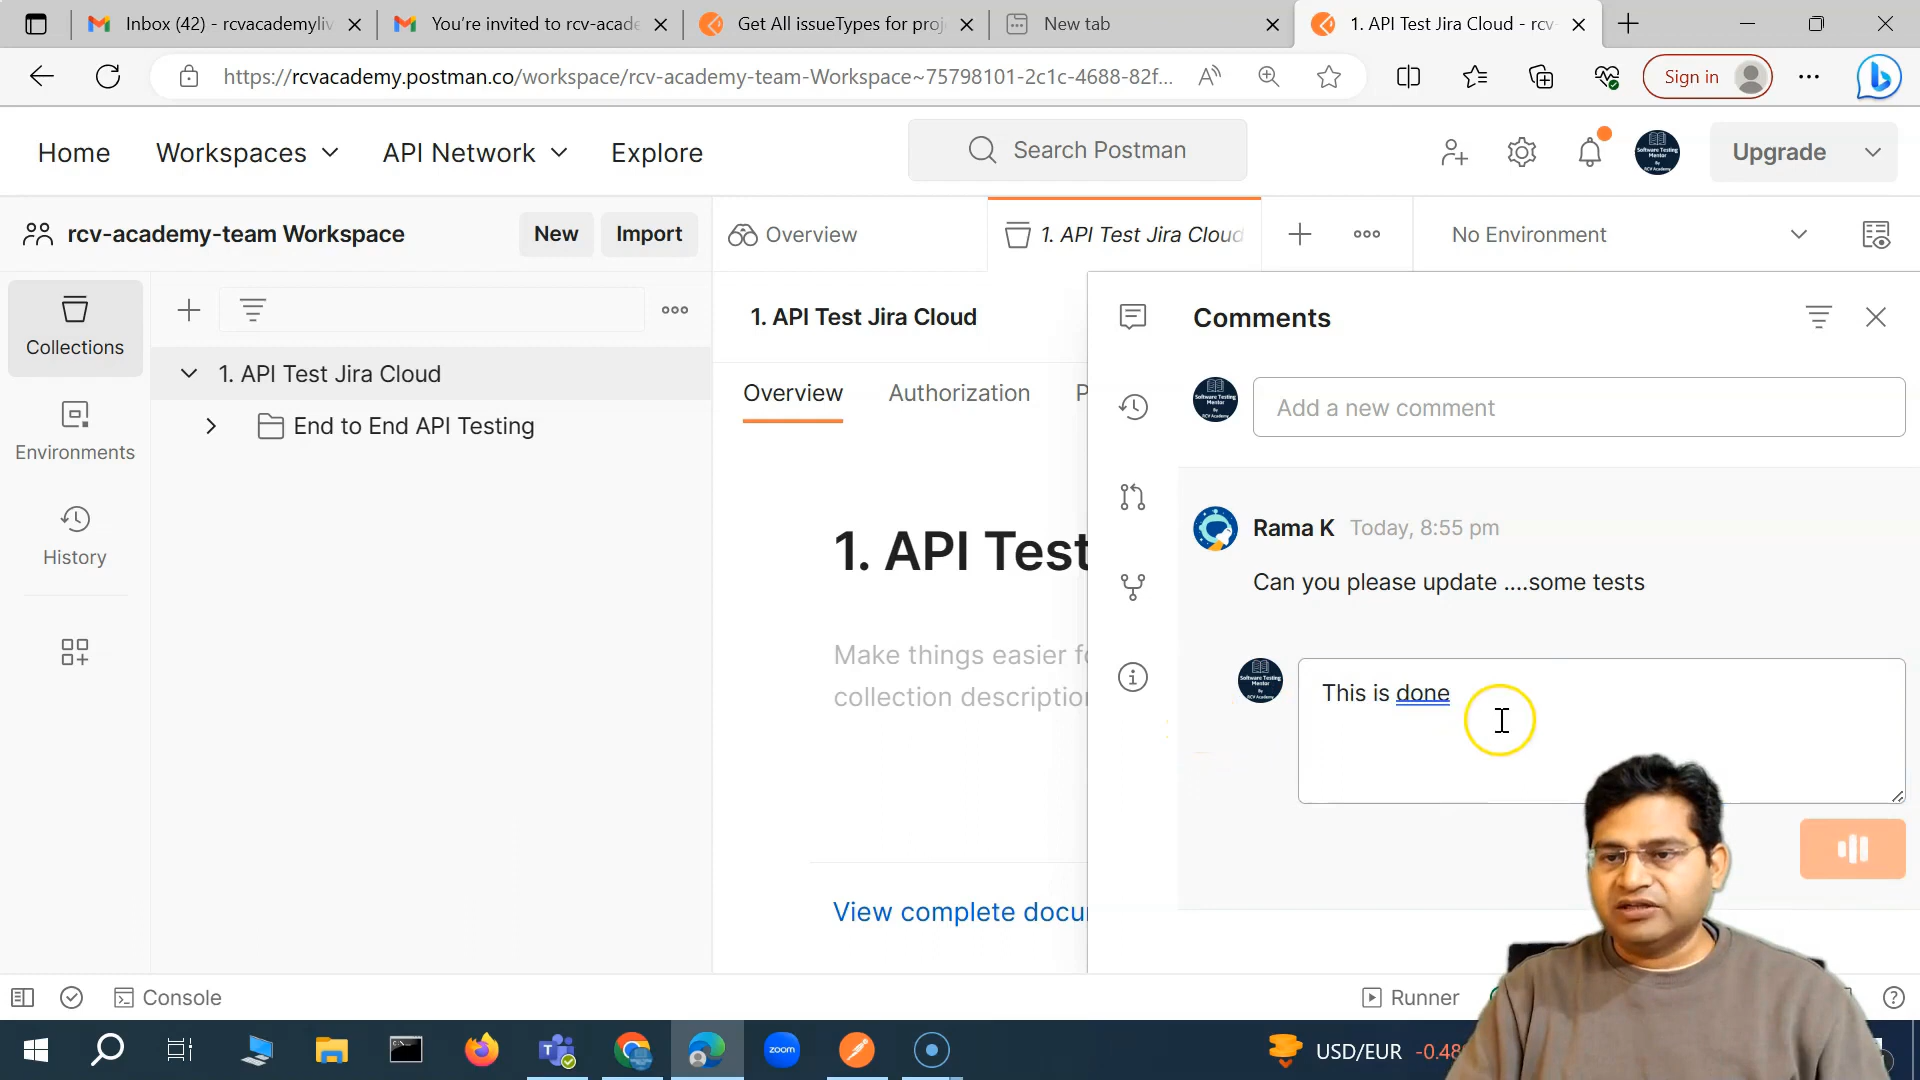 Inbox (42) - rcvacademyliv
You're invited to rcv-acade
Get All issueTypes for proj
New tab
1. API Test Jira Cloud - rcv-
https://rcvacademy.postman.co/workspace/rcv-academy-team-Workspace~75798101-2c1c-4688-82f...
Sign in
Home
Workspaces
API Network
Explore
Search Postman
Upgrade
rcv-academy-team Workspace
New
Import
Overview
1. API Test Jira Cloud
No Environment
Collections
1. API Test Jira Cloud
End to End API Testing
Environments
History
1. API Test Jira Cloud
Overview
Authorization
P
1. API Test
Make things easier fo
collection description
View complete docu
Comments
Add a new comment
Rama K
Today, 8:55 pm
Can you please update ....some tests
This is done
Console
Runner
zoom
USD/EUR
-0.48